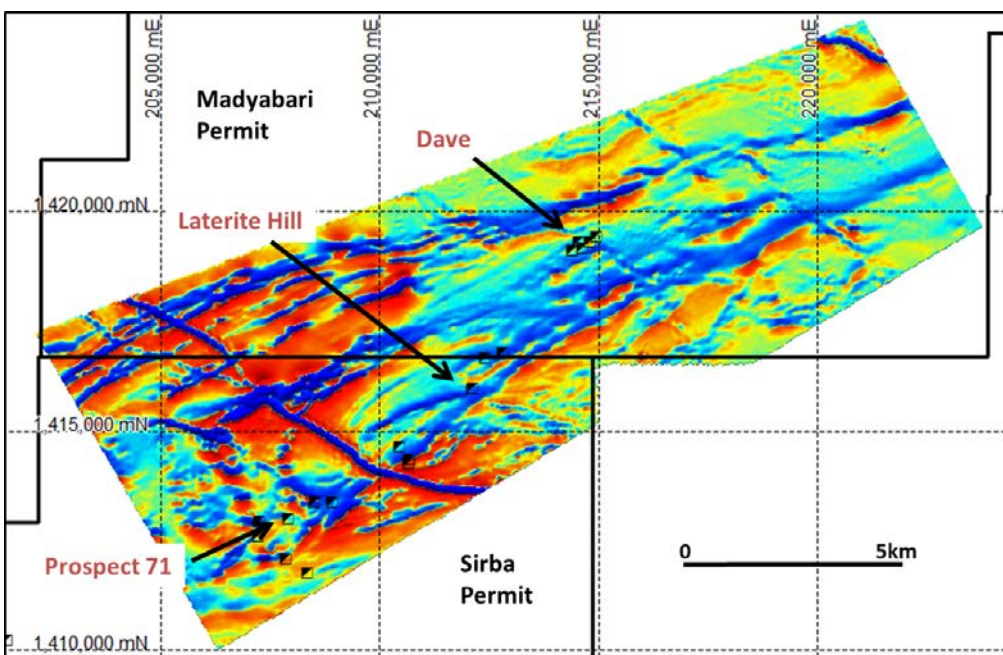 205,000 mE
210,000 mE
215,000 mE
220,000 mE
Madyabari
Permit
Dave
1,420,000 mN
Laterite Hill
1,415,000 mN
Prospect 71
Sirba
Permit
0 5km
1,410,000 mN